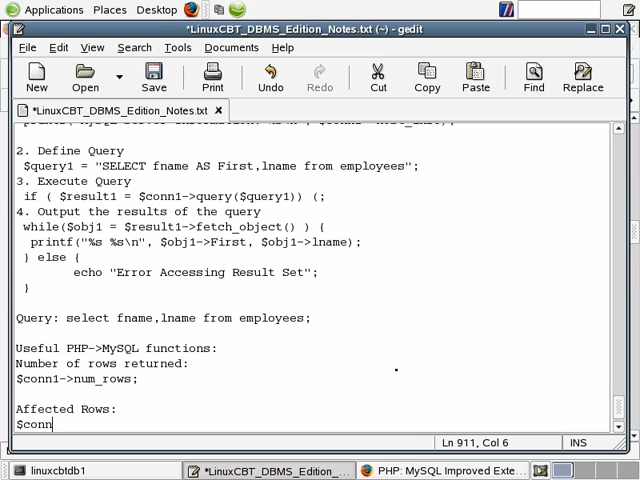 Applications Places Desktop
*LinuxCBT_DBMS_Edition_Notes.txt (~) - gedit
File Edit View Search Tools Documents Help
New Open Save Print Undo Redo Cut Copy Paste Find Replace
*LinuxCBT_DBMS_Edition_Notes.txt x
2. Define Query
$query1 = "SELECT fname AS First,lname from employees";
3. Execute Query
if ( $result1 = $conn1->query($query1)) (;
4. Output the results of the query
while($obj1 = $result1->fetch_object() ) {
printf("%s %s\n", $obj1->First, $obj1->lname);
} else {
echo "Error Accessing Result Set";
}
Query: select fname,lname from employees;
Useful PHP->MySQL functions:
Number of rows returned:
$conn1->num_rows;
Affected Rows:
$conn
Ln 911, Col 6 INS
linuxcbtdb1 *LinuxCBT_DBMS_Edition_... PHP: MySQL Improved Exte...